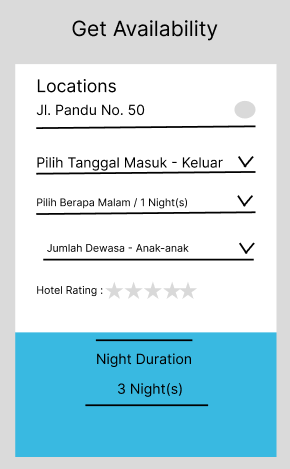 Get Availability
Locations
Jl. Pandu No. 50
Pilih Tanggal Masuk - Keluar
Pilih Berapa Malam / 1 Night(s)
Jumlah Dewasa - Anak-anak
Hotel Rating :
Night Duration
3 Night(s)